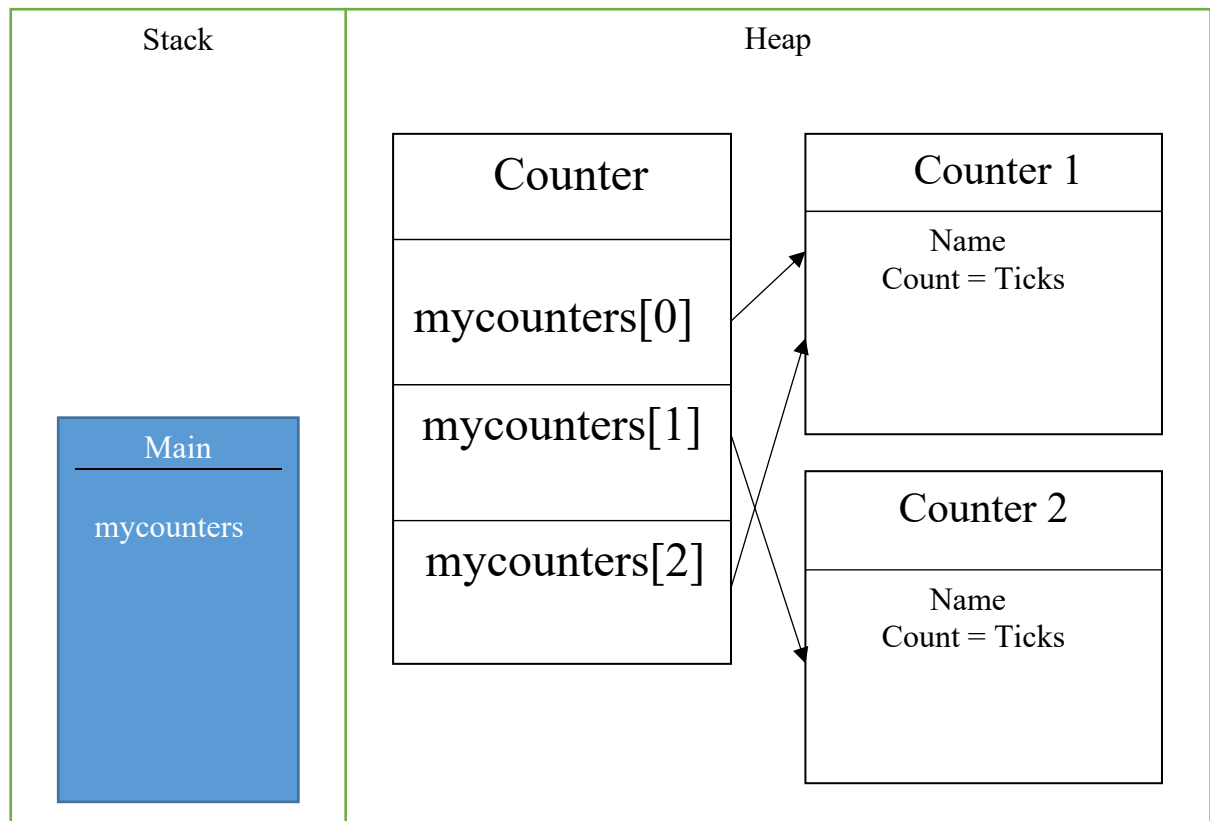 Stack
Main
mycounters
Heap
Counter
mycounters[0]
mycounters[1]
mycounters[2]
Counter 1
Name
Count = Ticks
Counter 2
Name
Count = Ticks